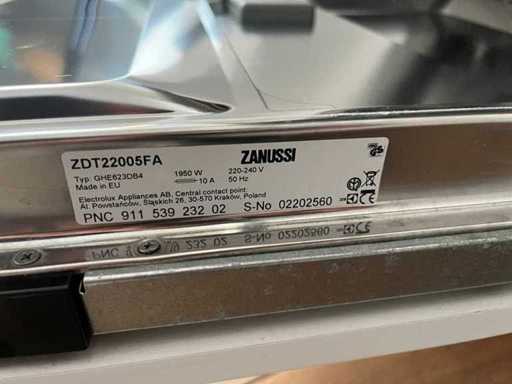 ZDT22005FA ZANUSSI
Typ. GHE623DB4 1950 W 220-240 V
Made in EU 10 A 50 Hz
Electrolux Appliances AB, Central contact point:
Al. Powstańców, Śląskich 26, 30-570 Kraków, Poland
PNC 911 539 232 02 S-No 02202560